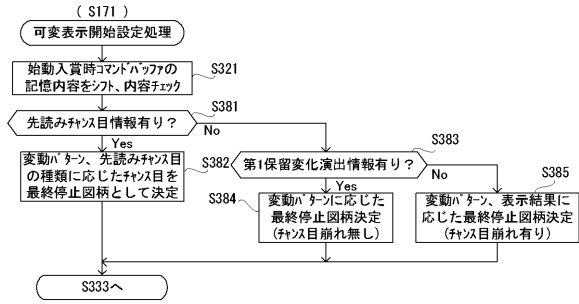 ( S171 )
可変表示開始設定処理
始動入賞時ｺﾏﾝﾄﾞﾊﾞｯﾌｧの
記憶内容をシフト、内容チェック
S321
先読みﾁｬﾝｽ目情報有り？
S381
No
Yes
変動ﾊﾟﾀｰﾝ、先読みﾁｬﾝｽ目
の種類に応じたﾁｬﾝｽ目を
最終停止図柄として決定
S382
第1保留変化演出情報有り？
S383
No
Yes
S384
変動ﾊﾟﾀｰﾝに応じた
最終停止図柄決定
(ﾁｬﾝｽ目崩れ無し)
S385
変動ﾊﾟﾀｰﾝ、表示結果に
応じた最終停止図柄決定
(ﾁｬﾝｽ目崩れ有り)
S333へ